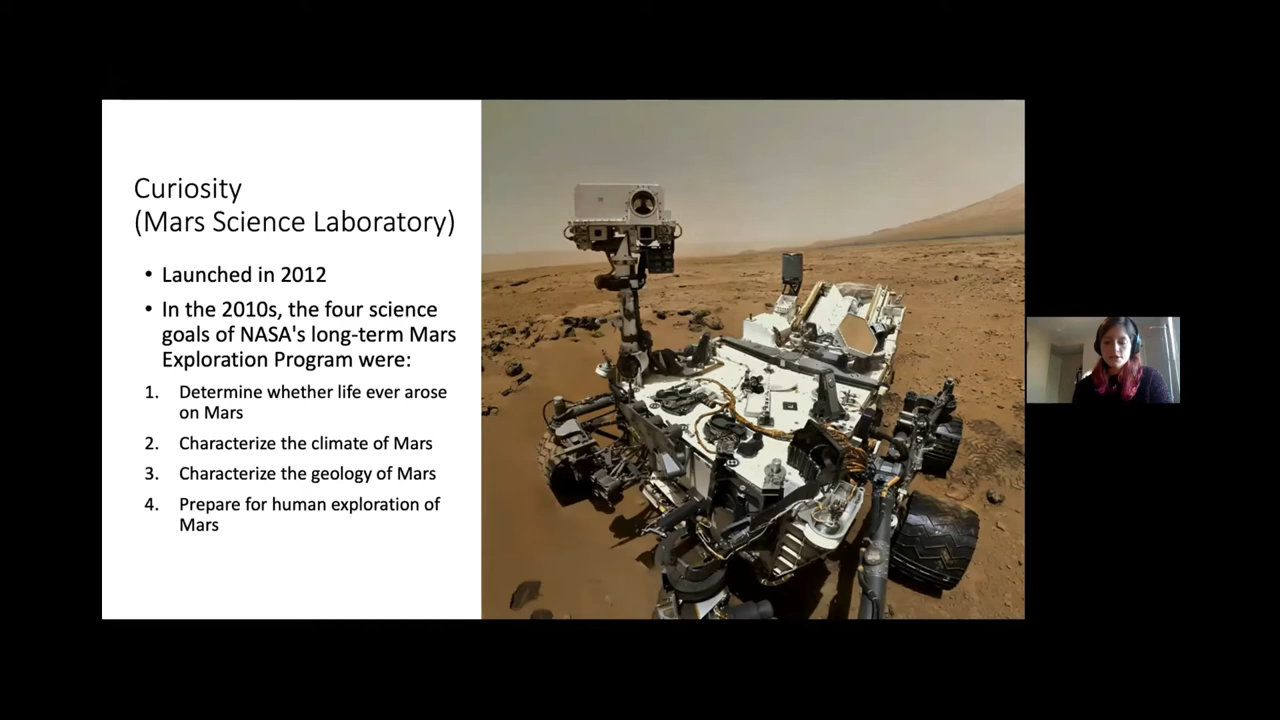 Curiosity
(Mars Science Laboratory)
• Launched in 2012
• In the 2010s, the four science
goals of NASA's long-term Mars
Exploration Program were:
1. Determine whether life ever arose
on Mars
2. Characterize the climate of Mars
3. Characterize the geology of Mars
4. Prepare for human exploration of
Mars